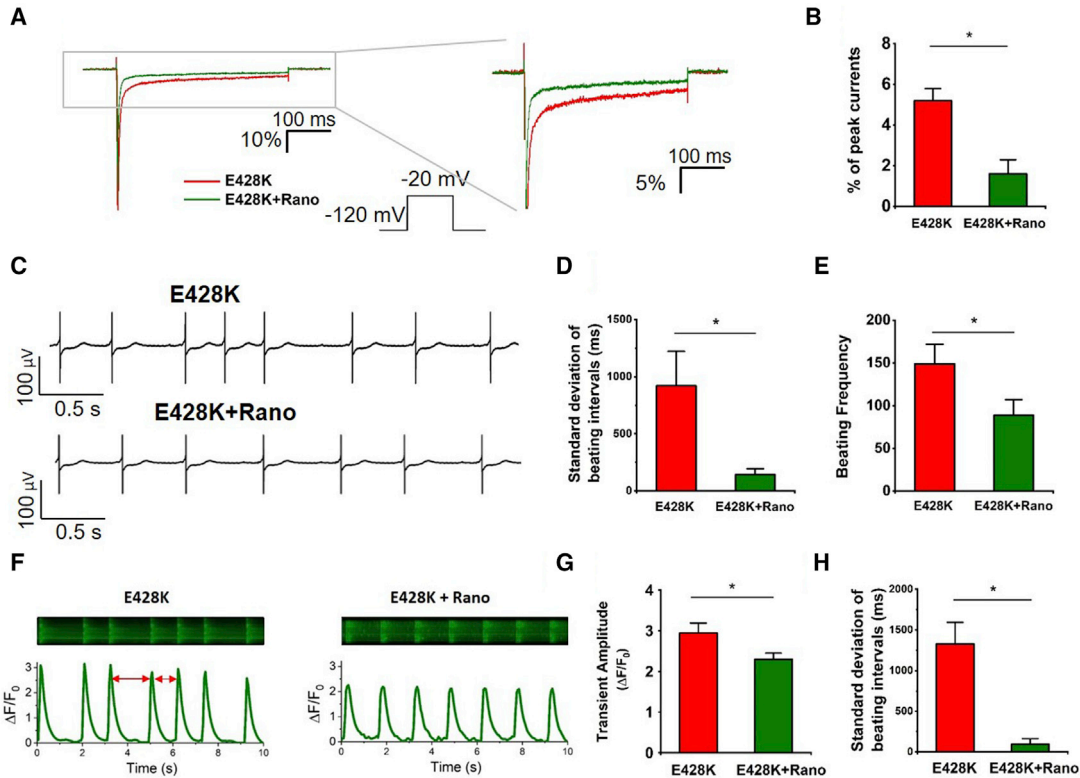 A
100 ms
10%
E428K
E428K+Rano
-20 mV
-120 mV
100 ms
5%
B
% of peak currents
8
6
4
2
0
*
E428K E428K+Rano
C
E428K
100 µV
0.5 s
E428K+Rano
100 µV
0.5 s
D
Standard deviation of
beating intervals (ms)
1500
1000
500
0
*
E428K E428K+Rano
E
Beating Frequency
200
150
100
50
0
*
E428K E428K+Rano
F
E428K
ΔF/F0
3
2
1
0
0 2 4 6 8 10
Time (s)
E428K + Rano
ΔF/F0
3
2
1
0
0 2 4 6 8 10
Time (s)
G
Transient Amplitude
(ΔF/F0)
4
3
2
1
0
*
E428K E428K+Rano
H
Standard deviation of
beating intervals (ms)
2000
1500
1000
500
0
*
E428K E428K+Rano